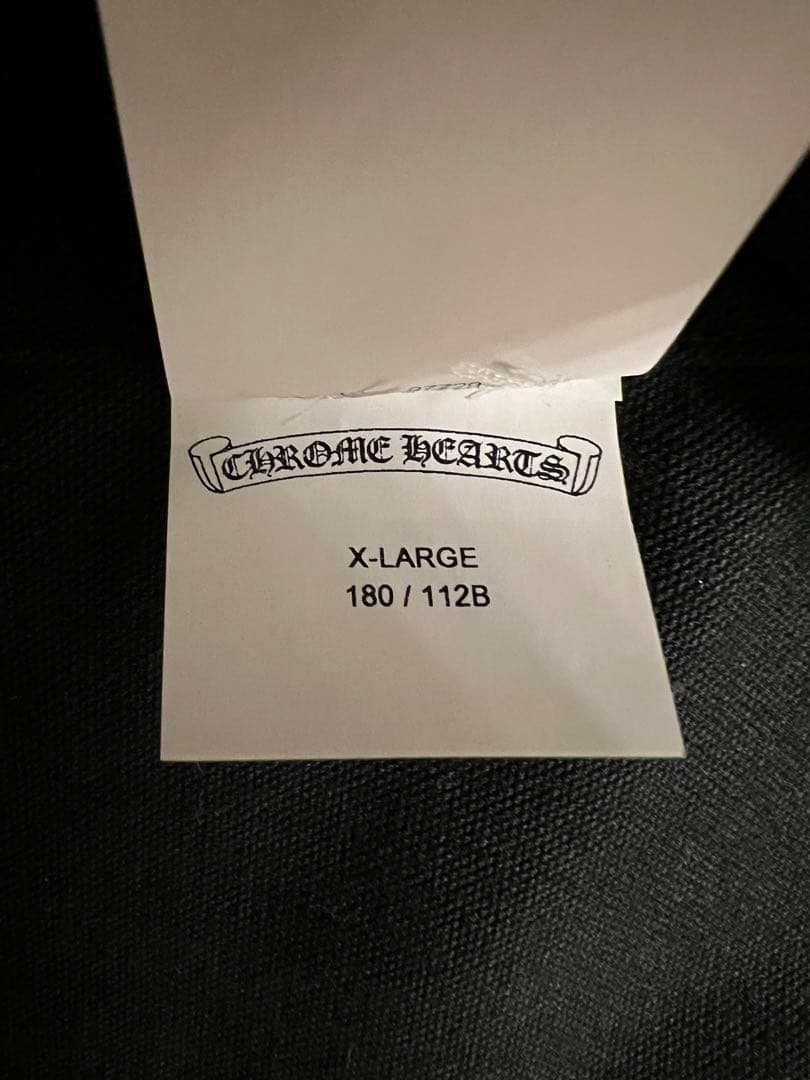 CHROME HEARTS
X-LARGE
180 / 112B